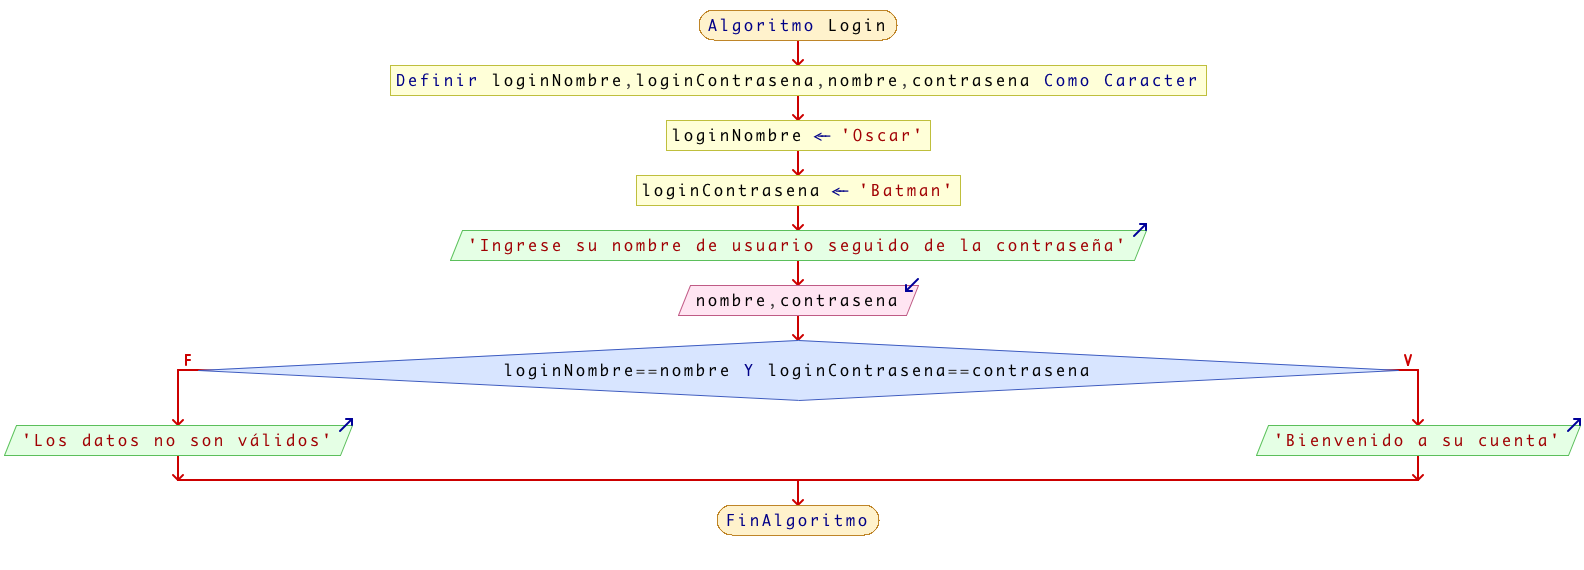 Algoritmo Login
Definir loginNombre,loginContrasena,nombre,contrasena Como Caracter
loginNombre ← 'Oscar'
loginContrasena ← 'Batman'
'Ingrese su nombre de usuario seguido de la contraseña'
nombre,contrasena
F
V
loginNombre==nombre Y loginContrasena==contrasena
'Los datos no son válidos'
'Bienvenido a su cuenta'
FinAlgoritmo